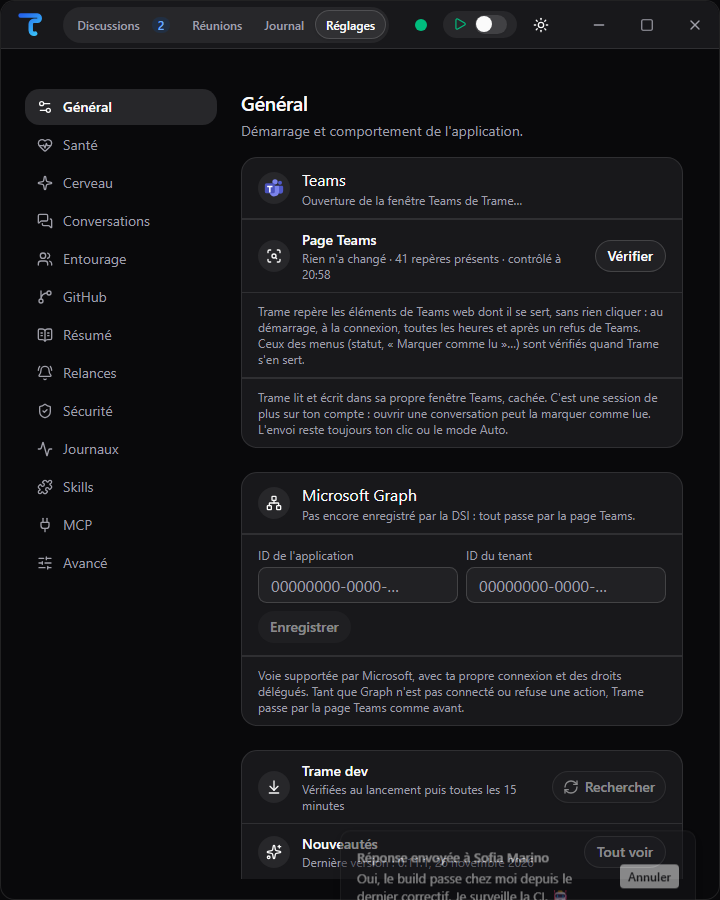 Discussions 2 Réunions Journal Réglages
Général
Santé
Cerveau
Conversations
Entourage
GitHub
Résumé
Relances
Sécurité
Journaux
Skills
MCP
Avancé
Général
Démarrage et comportement de l'application.
Teams
Ouverture de la fenêtre Teams de Trame…
Page Teams
Rien n'a changé · 41 repères présents · contrôlé à
20:58
Vérifier
Trame repère les éléments de Teams web dont il se sert, sans rien cliquer : au
démarrage, à la connexion, toutes les heures et après un refus de Teams.
Ceux des menus (statut, « Marquer comme lu »…) sont vérifiés quand Trame
s'en sert.
Trame lit et écrit dans sa propre fenêtre Teams, cachée. C'est une session de
plus sur ton compte : ouvrir une conversation peut la marquer comme lue.
L'envoi reste toujours ton clic ou le mode Auto.
Microsoft Graph
Pas encore enregistré par la DSI : tout passe par la page Teams.
ID de l'application
ID du tenant
00000000-0000-...
00000000-0000-...
Enregistrer
Voie supportée par Microsoft, avec ta propre connexion et des droits
délégués. Tant que Graph n'est pas connecté ou refuse une action, Trame
passe par la page Teams comme avant.
Trame dev
Vérifiées au lancement puis toutes les 15
minutes
Rechercher
Nouveautés
Dernière version :
Tout voir
Réponse envoyée à Sofia Marino
Oui, le build passe chez moi depuis le
dernier correctif. Je surveille la CI.
Annuler